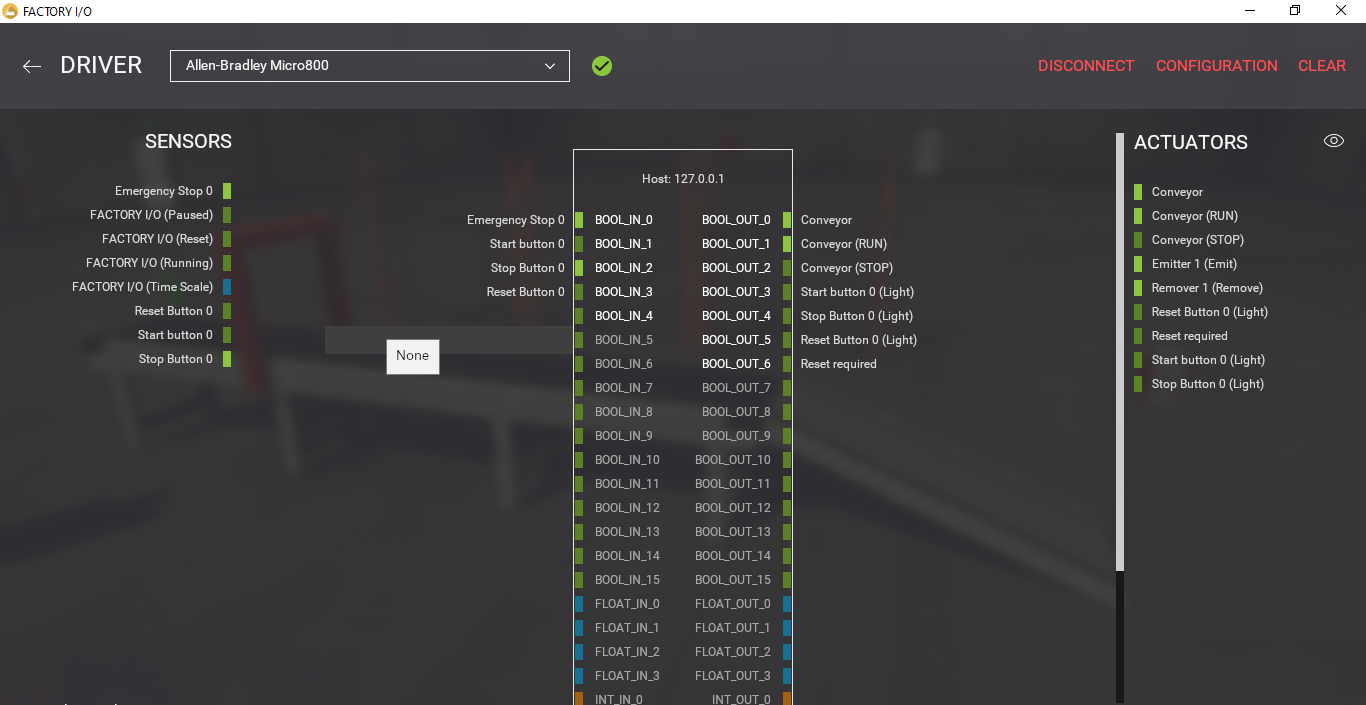 FACTORY I/O
DRIVER
Allen-Bradley Micro800
DISCONNECT
CONFIGURATION
CLEAR
SENSORS
Emergency Stop 0
FACTORY I/O (Paused)
FACTORY I/O (Reset)
FACTORY I/O (Running)
FACTORY I/O (Time Scale)
Reset Button 0
Start button 0
Stop Button 0
None
Host: 127.0.0.1
Emergency Stop 0 BOOL_IN_0 BOOL_OUT_0 Conveyor
Start button 0 BOOL_IN_1 BOOL_OUT_1 Conveyor (RUN)
Stop Button 0 BOOL_IN_2 BOOL_OUT_2 Conveyor (STOP)
Reset Button 0 BOOL_IN_3 BOOL_OUT_3 Start button 0 (Light)
BOOL_IN_4 BOOL_OUT_4 Stop Button 0 (Light)
BOOL_IN_5 BOOL_OUT_5 Reset Button 0 (Light)
BOOL_IN_6 BOOL_OUT_6 Reset required
BOOL_IN_7 BOOL_OUT_7
BOOL_IN_8 BOOL_OUT_8
BOOL_IN_9 BOOL_OUT_9
BOOL_IN_10 BOOL_OUT_10
BOOL_IN_11 BOOL_OUT_11
BOOL_IN_12 BOOL_OUT_12
BOOL_IN_13 BOOL_OUT_13
BOOL_IN_14 BOOL_OUT_14
BOOL_IN_15 BOOL_OUT_15
FLOAT_IN_0 FLOAT_OUT_0
FLOAT_IN_1 FLOAT_OUT_1
FLOAT_IN_2 FLOAT_OUT_2
FLOAT_IN_3 FLOAT_OUT_3
INT_IN_0 INT_OUT_0
ACTUATORS
Conveyor
Conveyor (RUN)
Conveyor (STOP)
Emitter 1 (Emit)
Remover 1 (Remove)
Reset Button 0 (Light)
Reset required
Start button 0 (Light)
Stop Button 0 (Light)